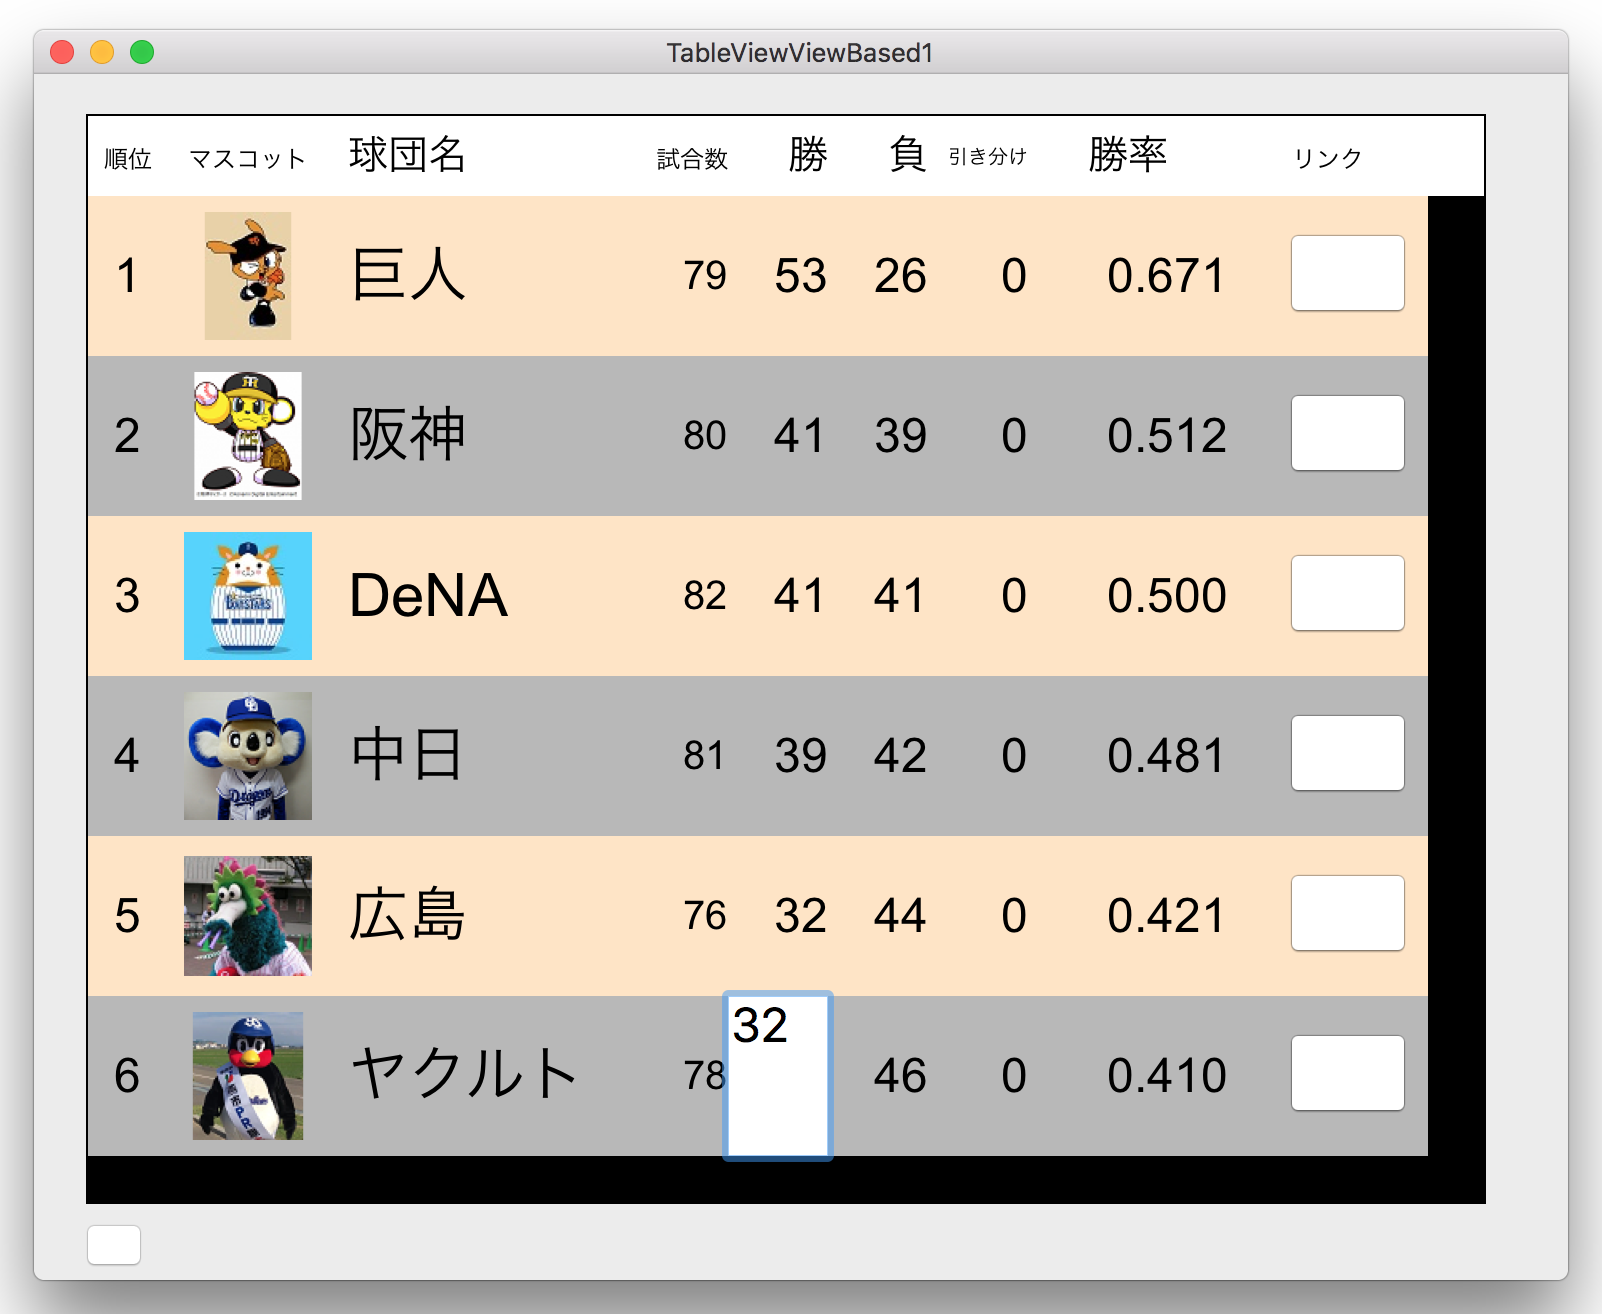 TableViewViewBased1
順位 マスコット 球団名 試合数 勝 負 引き分け 勝率 リンク
1 巨人 79 53 26 0 0.671
2 阪神 80 41 39 0 0.512
3 DeNA 82 41 41 0 0.500
4 中日 81 39 42 0 0.481
5 広島 76 32 44 0 0.421
6 ヤクルト 78 32 46 0 0.410